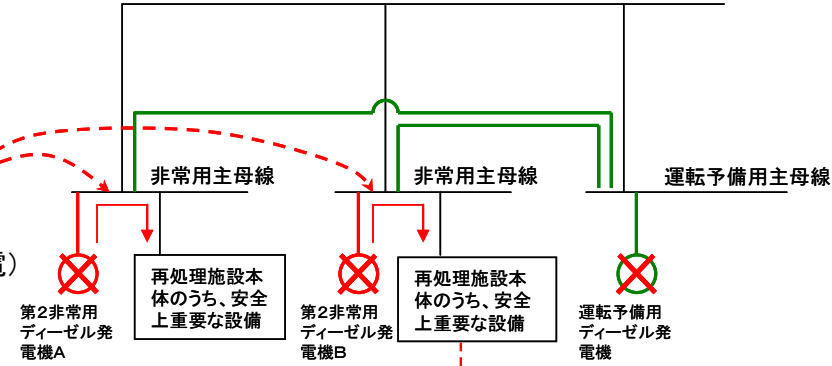 非常用主母線
非常用主母線
運転予備用主母線
電）
再処理施設本
体のうち、安全
上重要な設備
再処理施設本
体のうち、安全
上重要な設備
第2非常用
ディーゼル発
電機A
第2非常用
ディーゼル発
電機B
運転予備用
ディーゼル発
電機